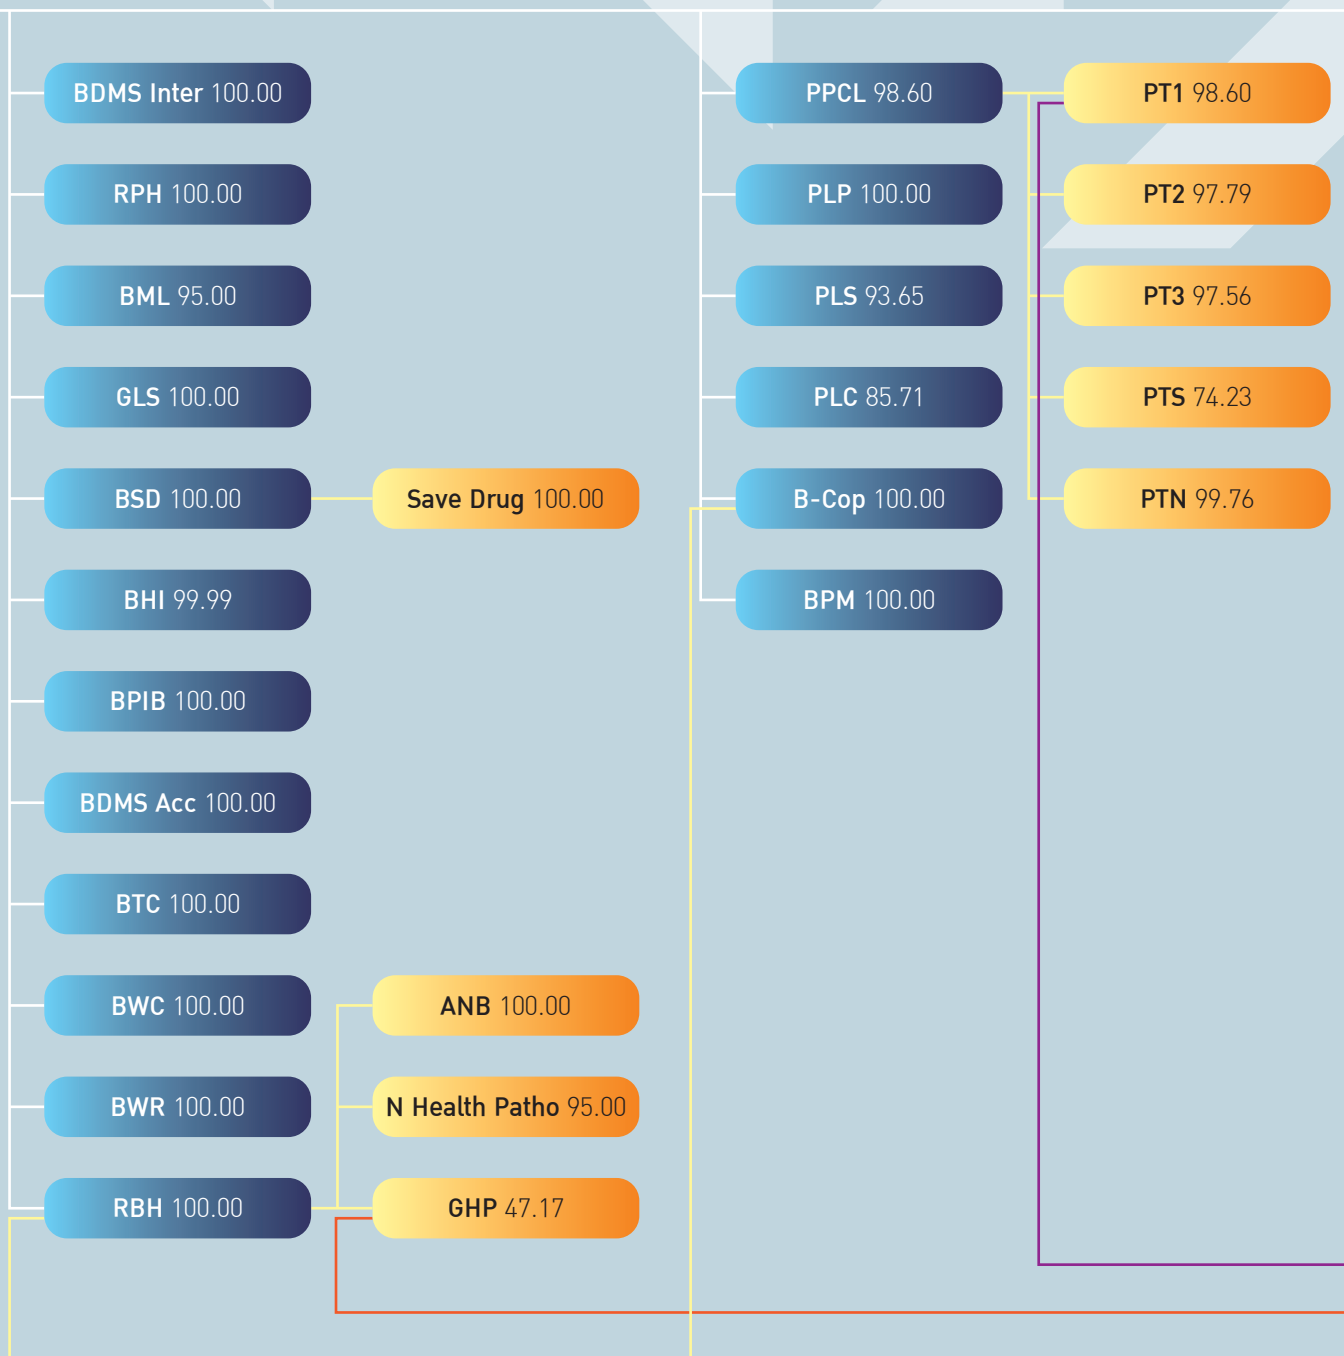 BDMS Inter 100.00
RPH 100.00
BML 95.00
GLS 100.00
BSD 100.00
Save Drug 100.00
BHI 99.99
BPIB 100.00
BDMS Acc 100.00
BTC 100.00
BWC 100.00
ANB 100.00
BWR 100.00
N Health Patho 95.00
RBH 100.00
GHP 47.17
PPCL 98.60
PT1 98.60
PLP 100.00
PT2 97.79
PLS 93.65
PT3 97.56
PLC 85.71
PTS 74.23
B-Cop 100.00
PTN 99.76
BPM 100.00